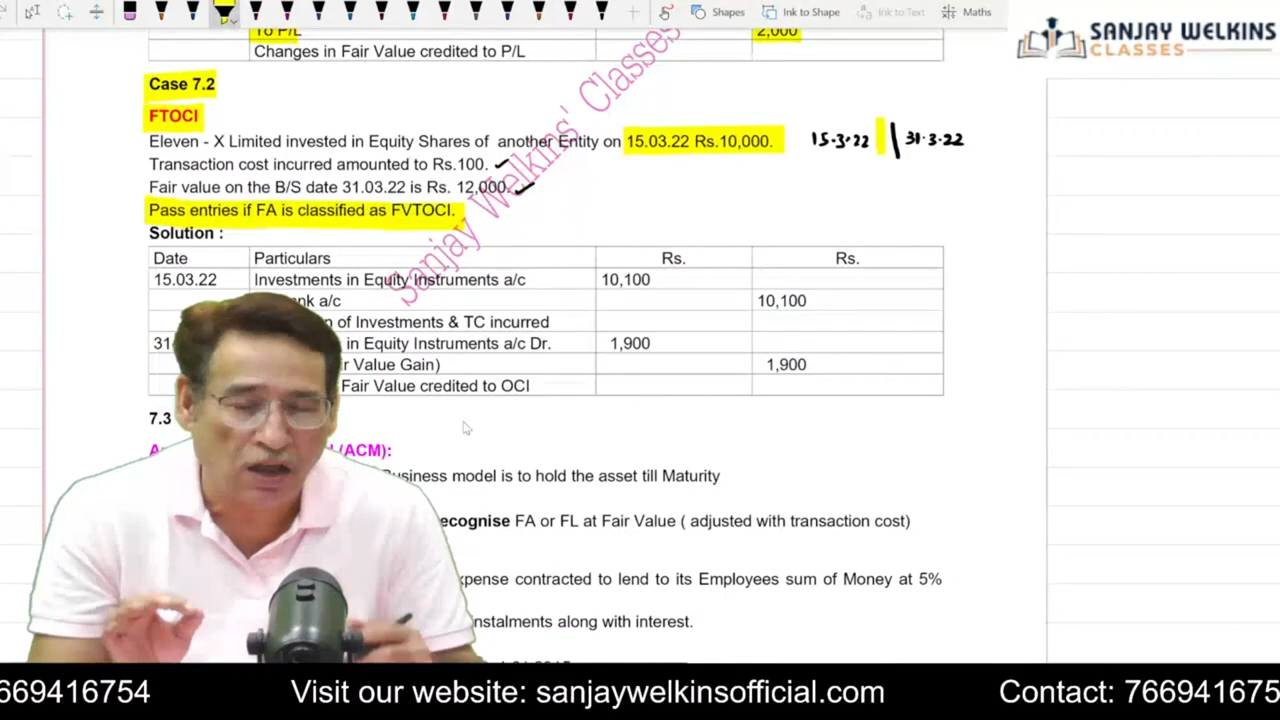 Shapes
Ink to Shape
Ink to Text
Maths
SANJAY WELKINS
CLASSES
To P/L
2,000
Changes in Fair Value credited to P/L
Case 7.2
FTOCI
Eleven - X Limited invested in Equity Shares of another Entity on 15.03.22 Rs.10,000.
15.3.22 | 31.3.22
Transaction cost incurred amounted to Rs.100.
Fair value on the B/S date 31.03.22 is Rs. 12,000.
Pass entries if FA is classified as FVTOCI.
Solution :
Date Particulars Rs. Rs.
15.03.22 Investments in Equity Instruments a/c 10,100
a/c 10,100
of Investments & TC incurred
in Equity Instruments a/c Dr. 1,900
Value Gain) 1,900
Fair Value credited to OCI
7.3
(ACM):
Business model is to hold the asset till Maturity
FA or FL at Fair Value ( adjusted with transaction cost)
contracted to lend to its Employees sum of Money at 5%
along with interest.
Sanjay Welkins' Classes
669416754
Visit our website: sanjaywelkinsofficial.com
Contact: 766941675